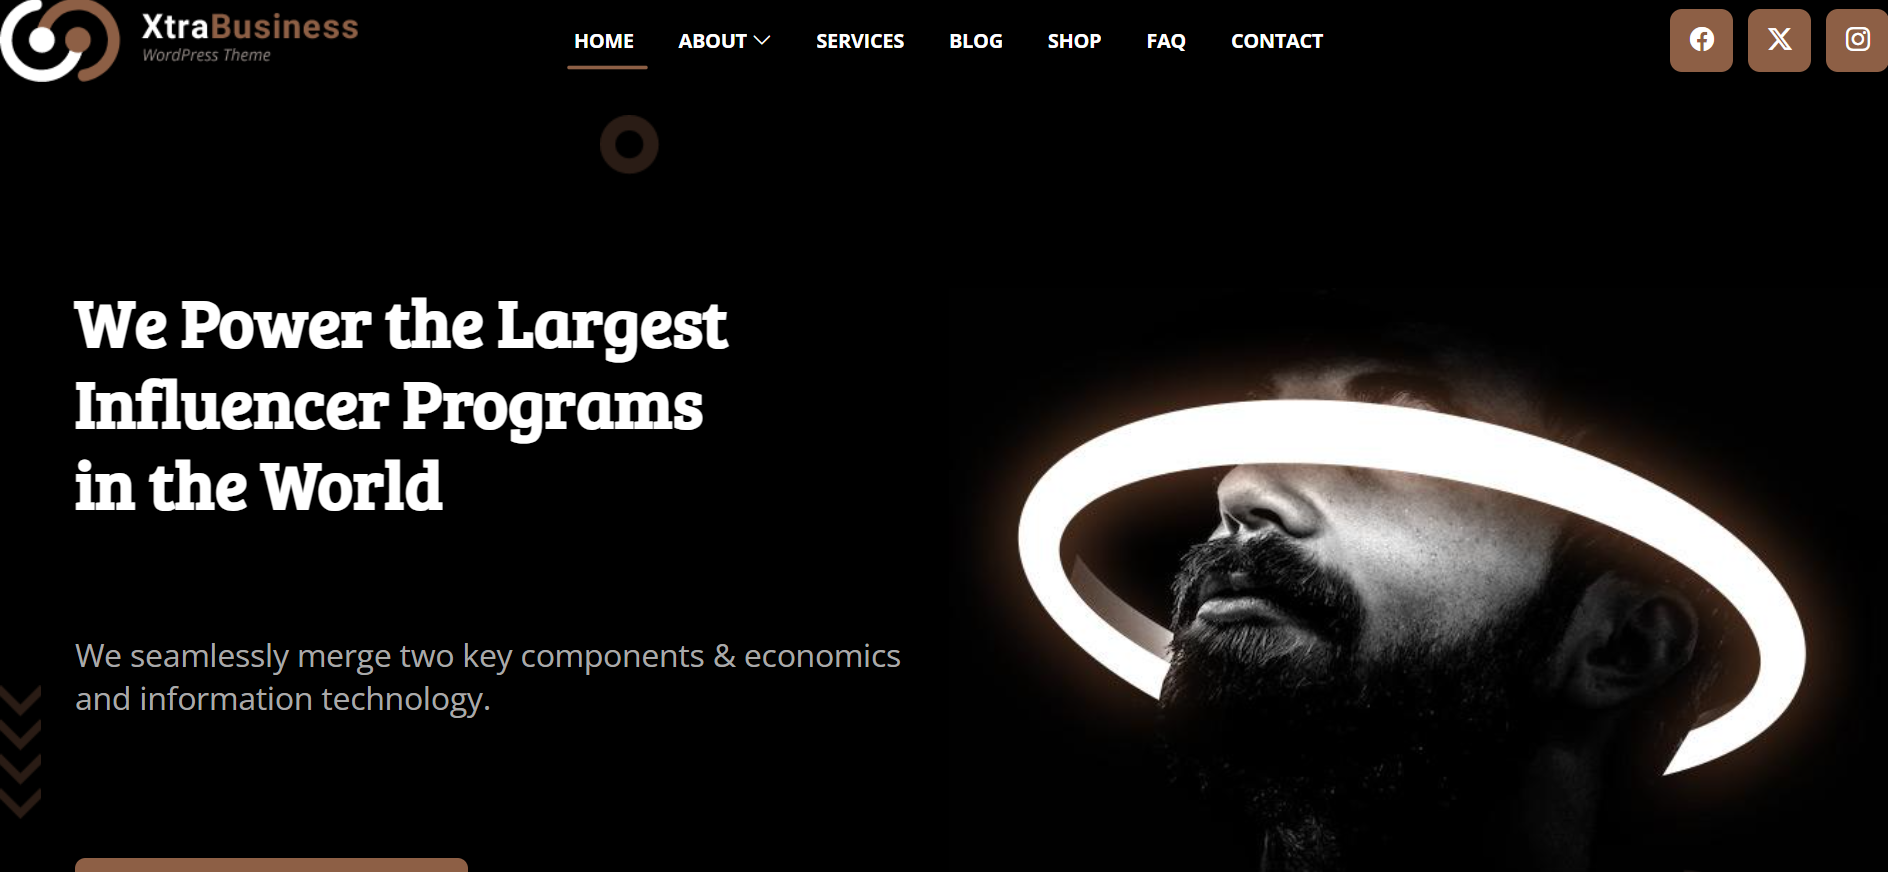 XtraBusiness
WordPress Theme
HOME ABOUT SERVICES BLOG SHOP FAQ CONTACT
We Power the Largest
Influencer Programs
in the World
We seamlessly merge two key components & economics
and information technology.